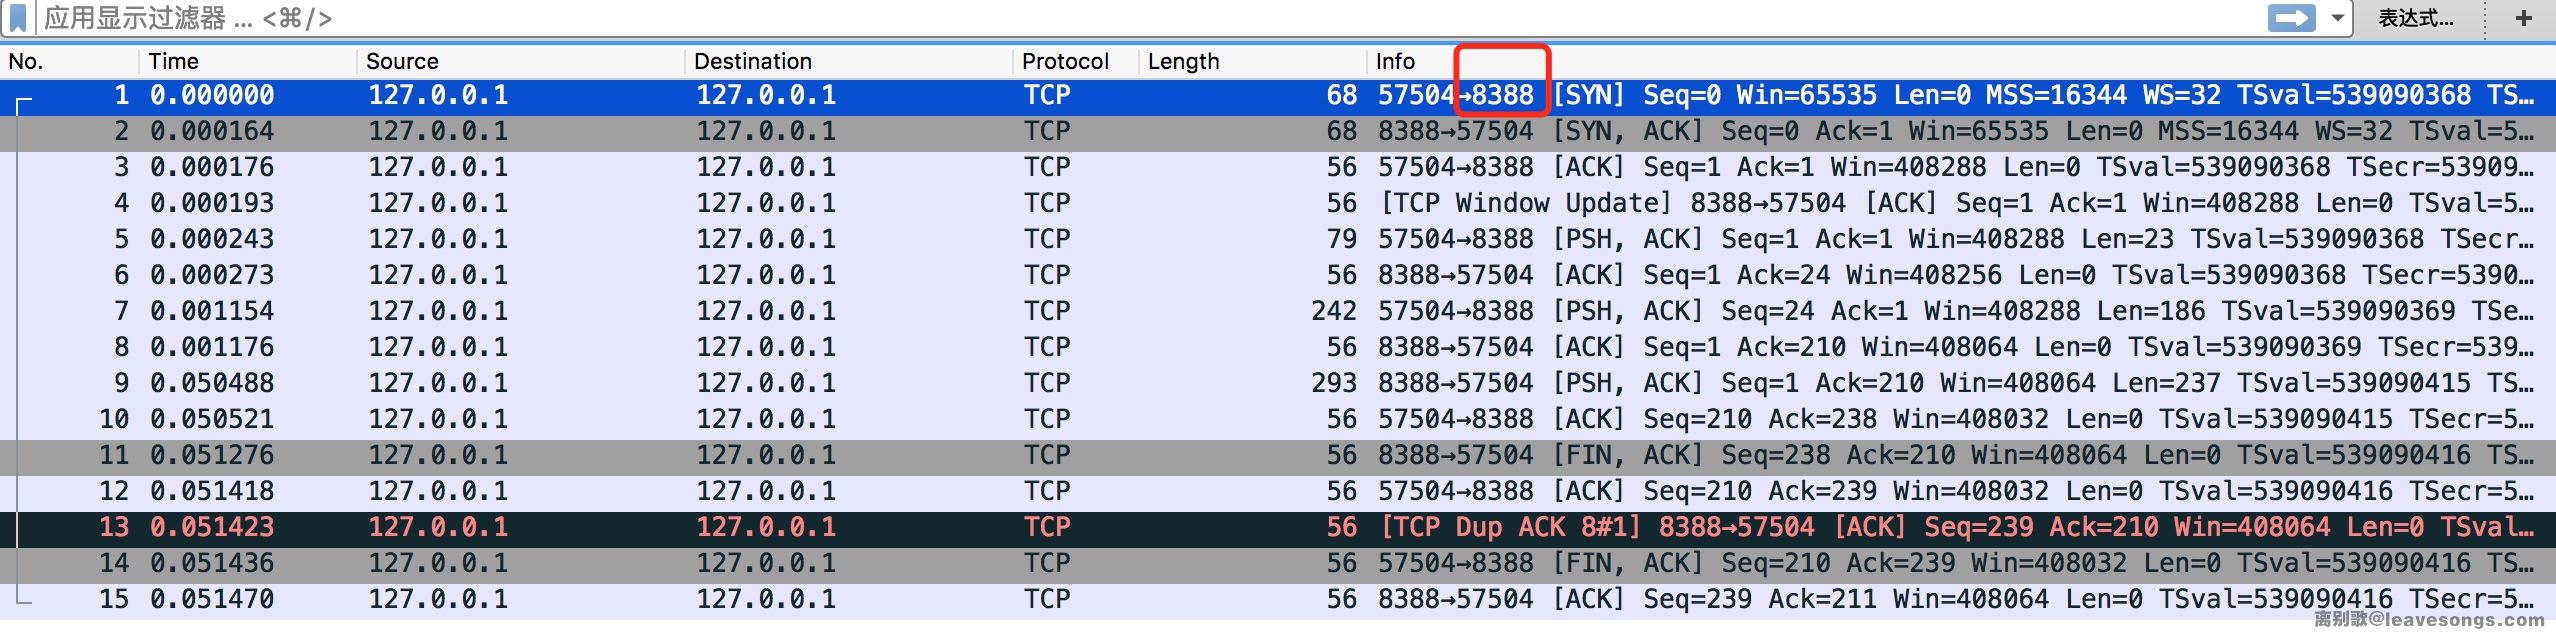 应用显示过滤器 ... <⌘/> 表达式... +
No. Time Source Destination Protocol Length Info
1 0.000000 127.0.0.1 127.0.0.1 TCP 68 57504→8388 [SYN] Seq=0 Win=65535 Len=0 MSS=16344 WS=32 TSval=539090368 TS…
2 0.000164 127.0.0.1 127.0.0.1 TCP 68 8388→57504 [SYN, ACK] Seq=0 Ack=1 Win=65535 Len=0 MSS=16344 WS=32 TSval=5…
3 0.000176 127.0.0.1 127.0.0.1 TCP 56 57504→8388 [ACK] Seq=1 Ack=1 Win=408288 Len=0 TSval=539090368 TSecr=53909…
4 0.000193 127.0.0.1 127.0.0.1 TCP 56 [TCP Window Update] 8388→57504 [ACK] Seq=1 Ack=1 Win=408288 Len=0 TSval=5…
5 0.000243 127.0.0.1 127.0.0.1 TCP 79 57504→8388 [PSH, ACK] Seq=1 Ack=1 Win=408288 Len=23 TSval=539090368 TSecr…
6 0.000273 127.0.0.1 127.0.0.1 TCP 56 8388→57504 [ACK] Seq=1 Ack=24 Win=408256 Len=0 TSval=539090368 TSecr=5390…
7 0.001154 127.0.0.1 127.0.0.1 TCP 242 57504→8388 [PSH, ACK] Seq=24 Ack=1 Win=408288 Len=186 TSval=539090369 TSe…
8 0.001176 127.0.0.1 127.0.0.1 TCP 56 8388→57504 [ACK] Seq=1 Ack=210 Win=408064 Len=0 TSval=539090369 TSecr=539…
9 0.050488 127.0.0.1 127.0.0.1 TCP 293 8388→57504 [PSH, ACK] Seq=1 Ack=210 Win=408064 Len=237 TSval=539090415 TS…
10 0.050521 127.0.0.1 127.0.0.1 TCP 56 57504→8388 [ACK] Seq=210 Ack=238 Win=408032 Len=0 TSval=539090415 TSecr=5…
11 0.051276 127.0.0.1 127.0.0.1 TCP 56 8388→57504 [FIN, ACK] Seq=238 Ack=210 Win=408064 Len=0 TSval=539090416 TS…
12 0.051418 127.0.0.1 127.0.0.1 TCP 56 57504→8388 [ACK] Seq=210 Ack=239 Win=408032 Len=0 TSval=539090416 TSecr=5…
13 0.051423 127.0.0.1 127.0.0.1 TCP 56 [TCP Dup ACK 8#1] 8388→57504 [ACK] Seq=239 Ack=210 Win=408064 Len=0 TSval…
14 0.051436 127.0.0.1 127.0.0.1 TCP 56 57504→8388 [FIN, ACK] Seq=210 Ack=239 Win=408032 Len=0 TSval=539090416 TS…
15 0.051470 127.0.0.1 127.0.0.1 TCP 56 8388→57504 [ACK] Seq=239 Ack=211 Win=408064 Len=0 TSval=539090416 TSecr=5…
离别歌@leavesongs.com